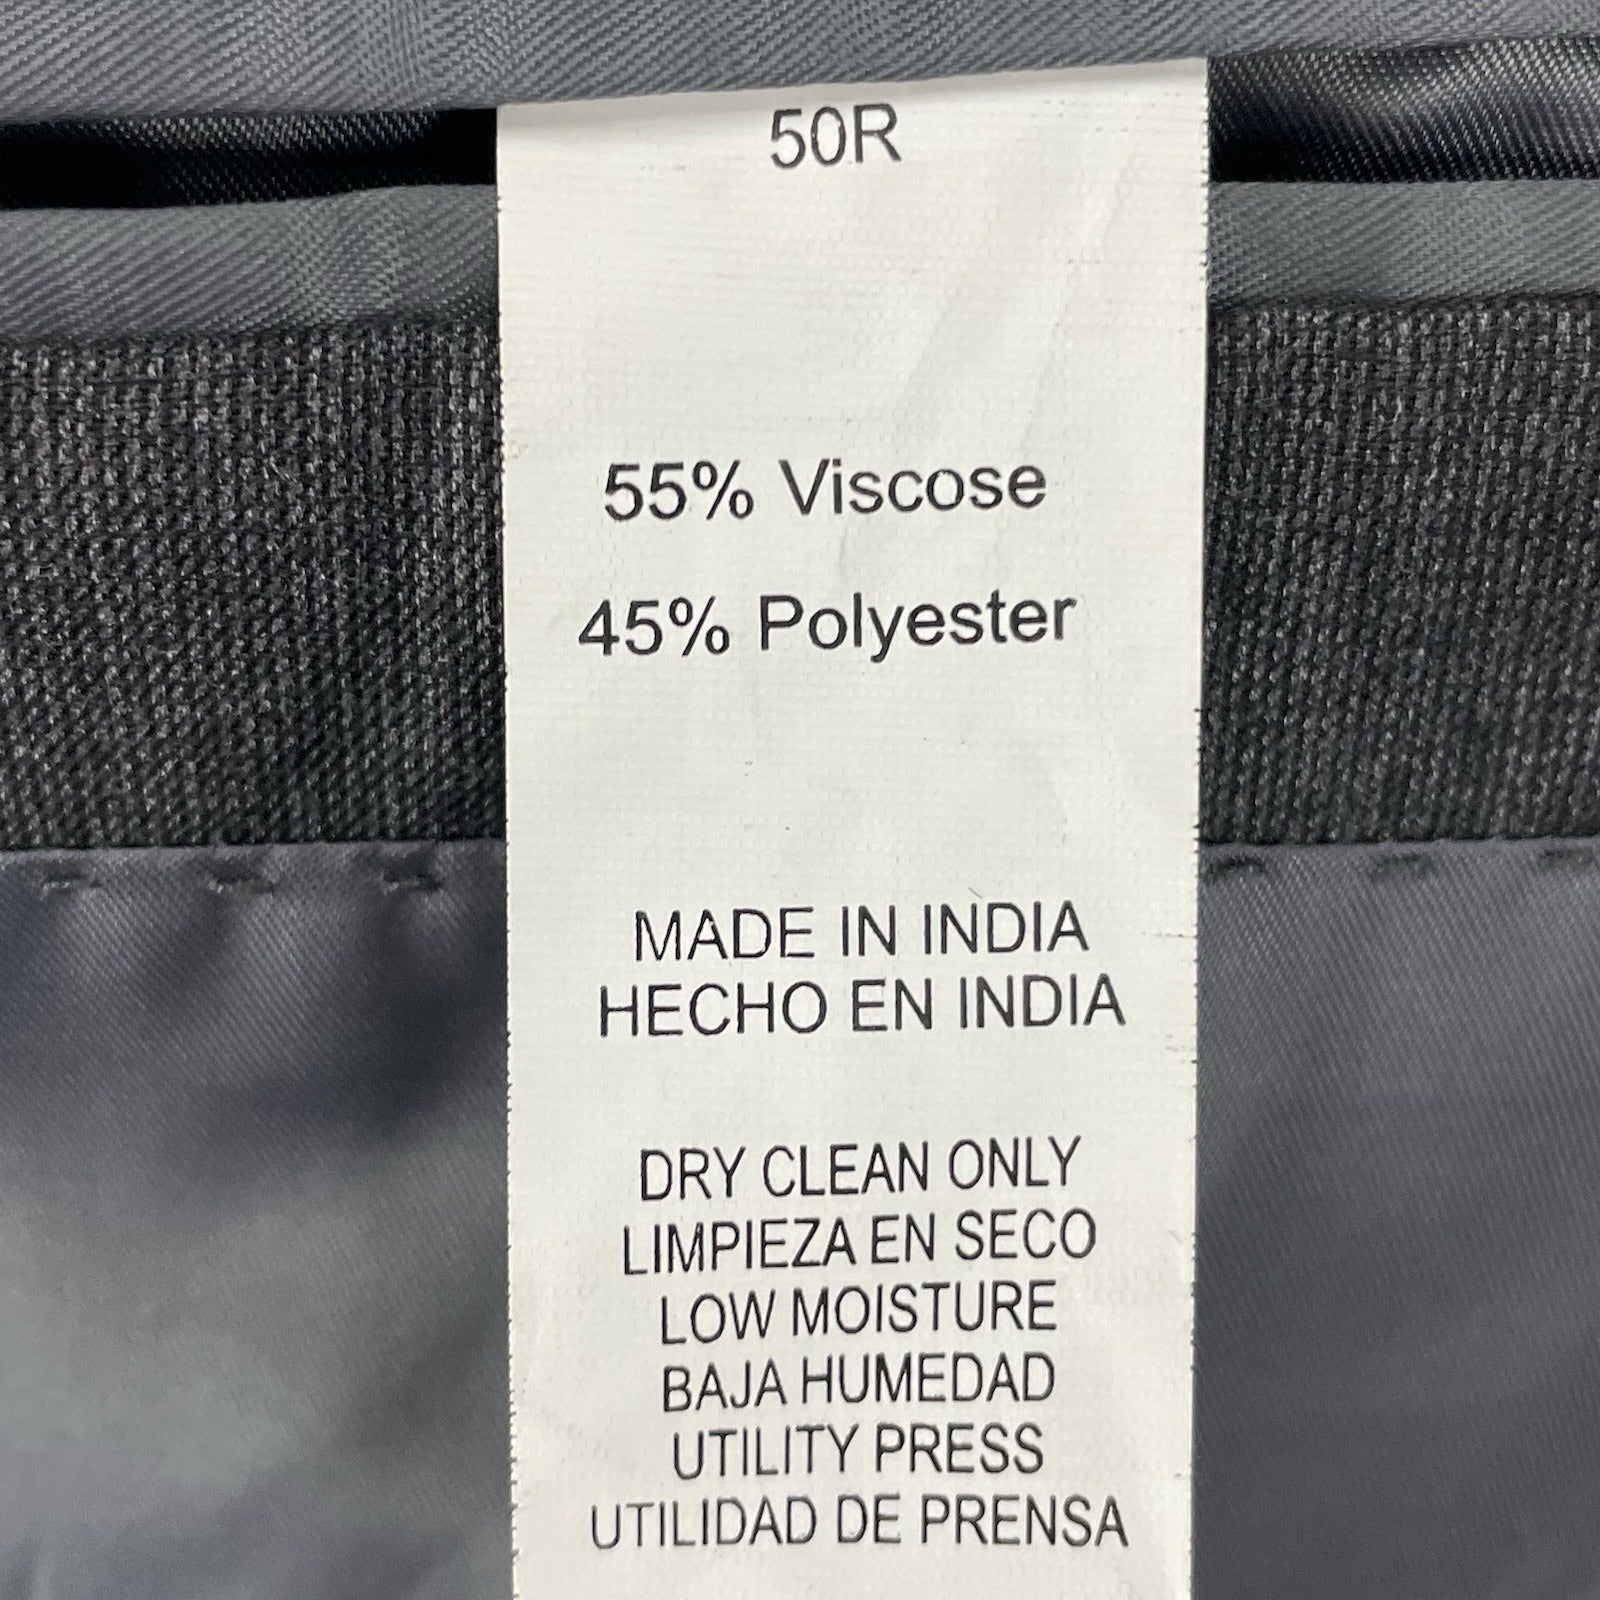 50R
55% Viscose
45% Polyester
MADE IN INDIA
HECHO EN INDIA
DRY CLEAN ONLY
LIMPIEZA EN SECO
LOW MOISTURE
BAJA HUMEDAD
UTILITY PRESS
UTILIDAD DE PRENSA